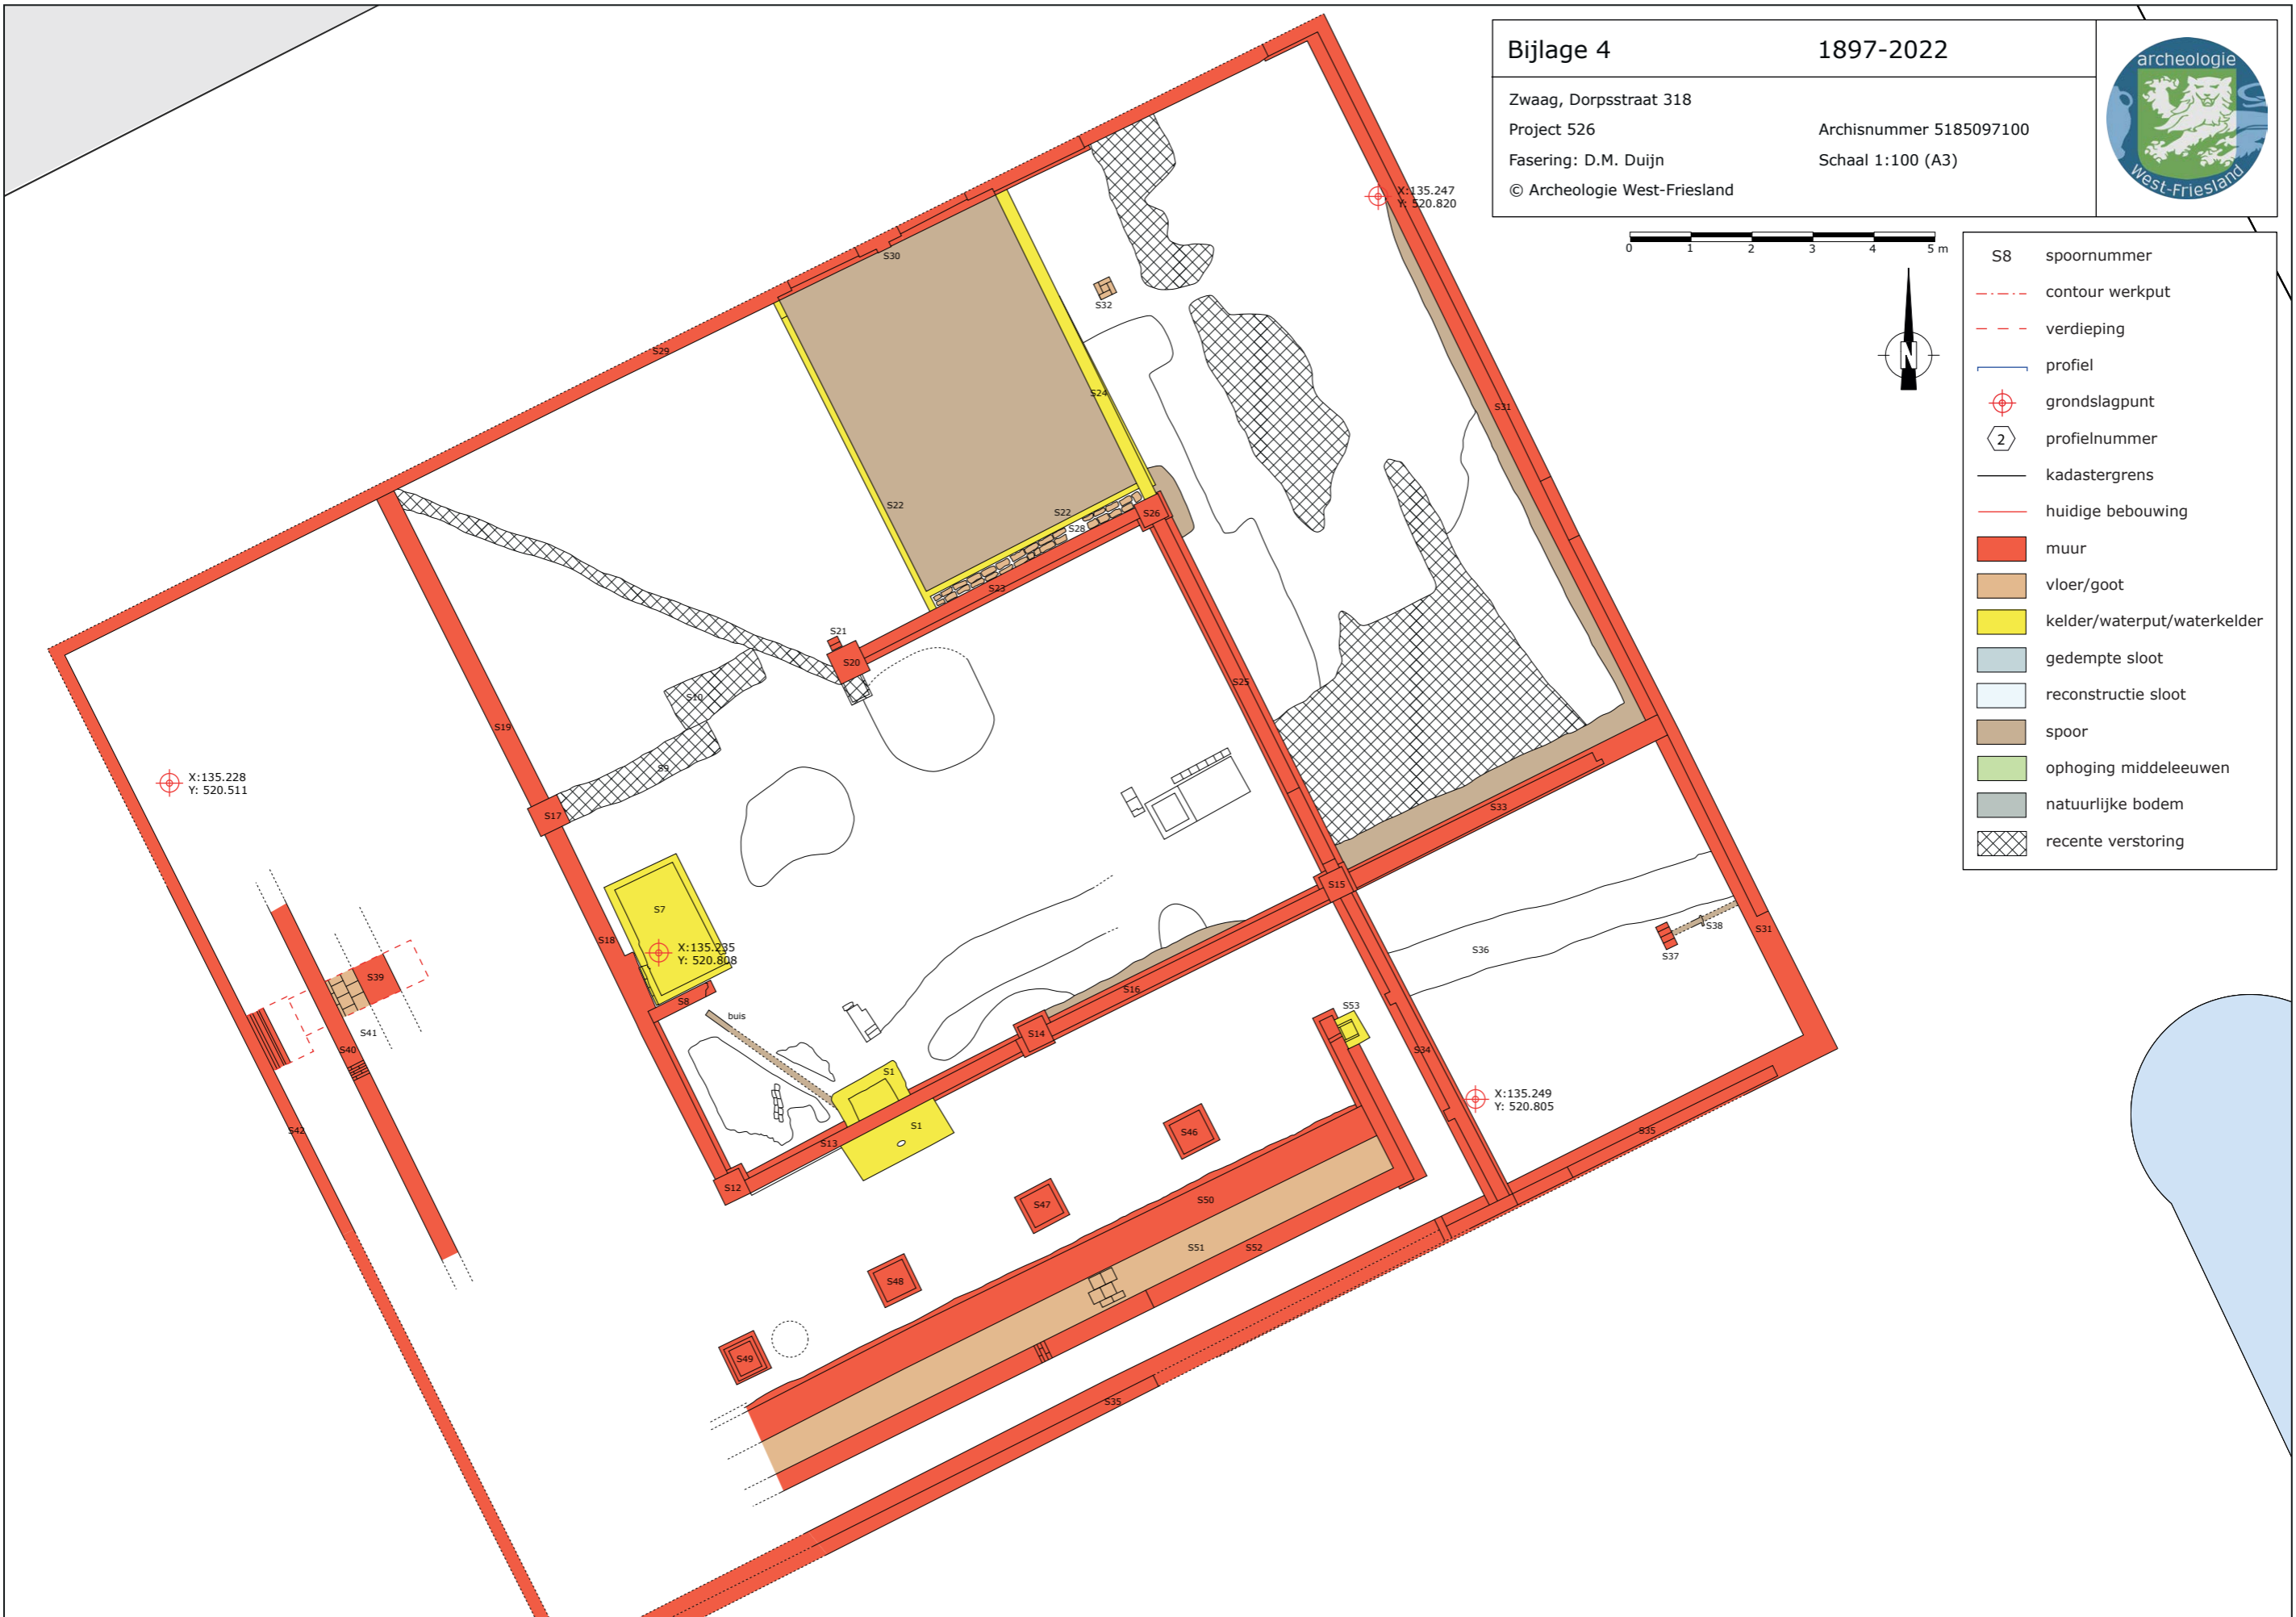 Bijlage 4 1897-2022
Zwaag, Dorpsstraat 318
Project 526 Archisnummer 5185097100
Fasering: D.M. Duijn Schaal 1:100 (A3)
© Archeologie West-Friesland
archeologie
West-Friesland
0 1 2 3 4 5 m
N
S8 spoornummer
contour werkput
verdieping
profiel
grondslagpunt
2 profielnummer
kadastergrens
huidige bebouwing
muur
vloer/goot
kelder/waterput/waterkelder
gedempte sloot
reconstructie sloot
spoor
ophoging middeleeuwen
natuurlijke bodem
recente verstoring
X:135.247
Y: 520.820
S30
S32
S29
S24
S31
S22
S22
S26
S28
S23
S21
S20
S25
S10
S19
S9
X:135.228
Y: 520.511
S17
S33
S15
S7
S18
X:135.235
Y: 520.808
S38
S31
S36
S37
S39
S16
S8
S53
buis
S14
S41
S40
S34
S1
X:135.249
Y: 520.805
S42
S1
S13
S46
S35
S12
S50
S47
S51
S52
S48
S49
S35